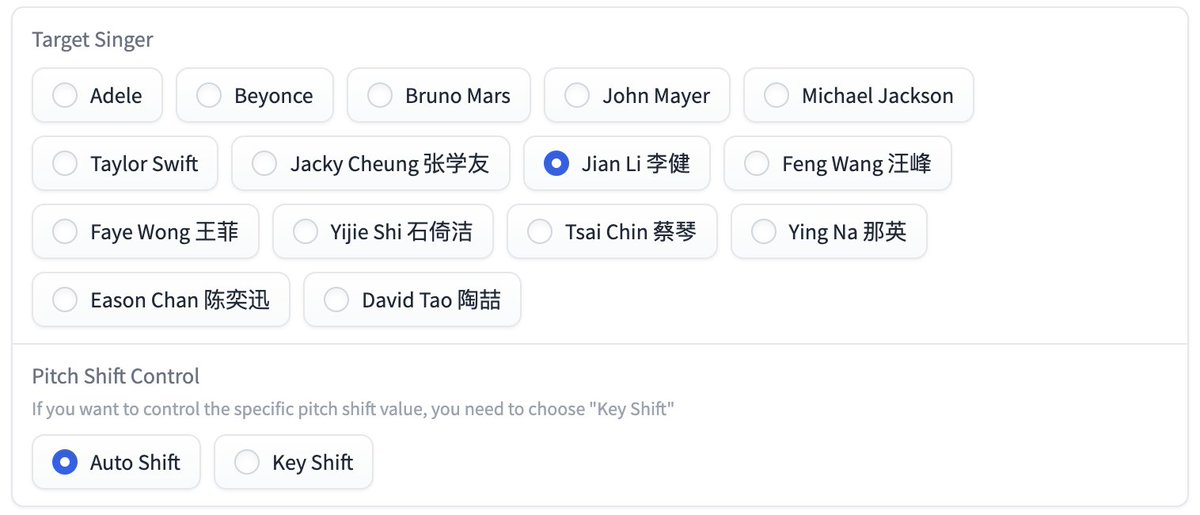 Target Singer
Adele Beyonce Bruno Mars John Mayer Michael Jackson
Taylor Swift Jacky Cheung 张学友 Jian Li 李健 Feng Wang 汪峰
Faye Wong 王菲 Yijie Shi 石倚洁 Tsai Chin 蔡琴 Ying Na 那英
Eason Chan 陈奕迅 David Tao 陶喆
Pitch Shift Control
If you want to control the specific pitch shift value, you need to choose "Key Shift"
Auto Shift Key Shift